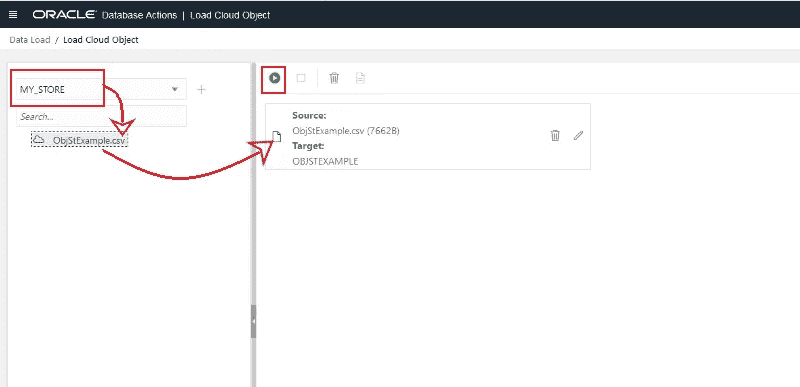 ORACLE Database Actions | Load Cloud Object
Data Load / Load Cloud Object
MY_STORE
Search...
ObjStExample.csv
Source:
ObjStExample.csv (7662B)
Target:
OBJSTEXAMPLE